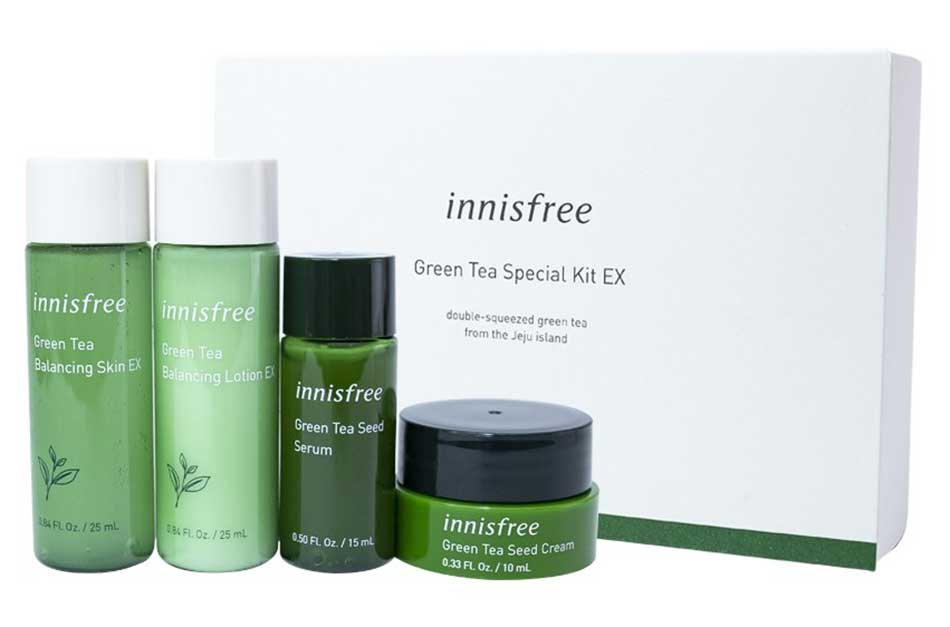 innisfree
Green Tea Special Kit EX
double-squeezed green tea
from the Jeju island
innisfree
Green Tea
Balancing Skin EX
0.84 Fl. Oz. / 25 mL
innisfree
Green Tea
Balancing Lotion EX
0.84 Fl. Oz. / 25 mL
innisfree
Green Tea Seed
Serum
0.50 Fl. Oz. / 15 mL
innisfree
Green Tea Seed Cream
0.33 Fl. Oz. / 10 mL